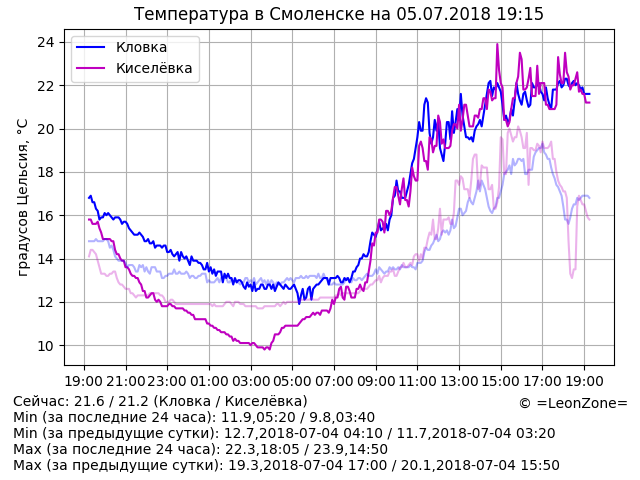 Температура в Смоленске на 05.07.2018 19:15
Кловка
Киселёвка
градусов Цельсия, °C
24
22
20
18
16
14
12
10
19:00 21:00 23:00 01:00 03:00 05:00 07:00 09:00 11:00 13:00 15:00 17:00 19:00
Сейчас: 21.6 / 21.2 (Кловка / Киселёвка)
© =LeonZone=
Min (за последние 24 часа): 11.9,05:20 / 9.8,03:40
Min (за предыдущие сутки): 12.7,2018-07-04 04:10 / 11.7,2018-07-04 03:20
Max (за последние 24 часа): 22.3,18:05 / 23.9,14:50
Max (за предыдущие сутки): 19.3,2018-07-04 17:00 / 20.1,2018-07-04 15:50